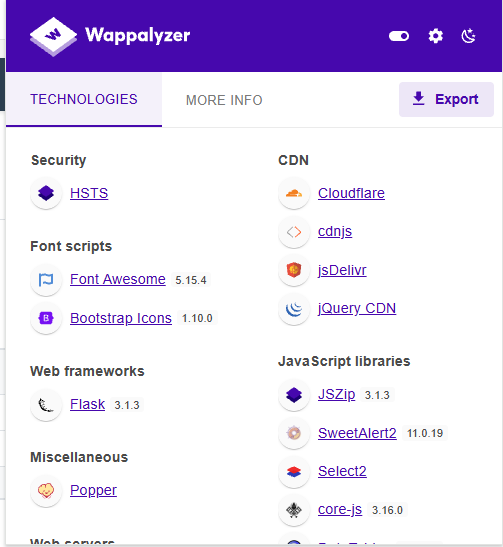 Wappalyzer
TECHNOLOGIES
MORE INFO
Export
Security
HSTS
Font scripts
Font Awesome 5.15.4
Bootstrap Icons 1.10.0
Web frameworks
Flask 3.1.3
Miscellaneous
Popper
CDN
Cloudflare
cdnjs
jsDelivr
jQuery CDN
JavaScript libraries
JSZip 3.1.3
SweetAlert2 11.0.19
Select2
core-js 3.16.0
Web servers